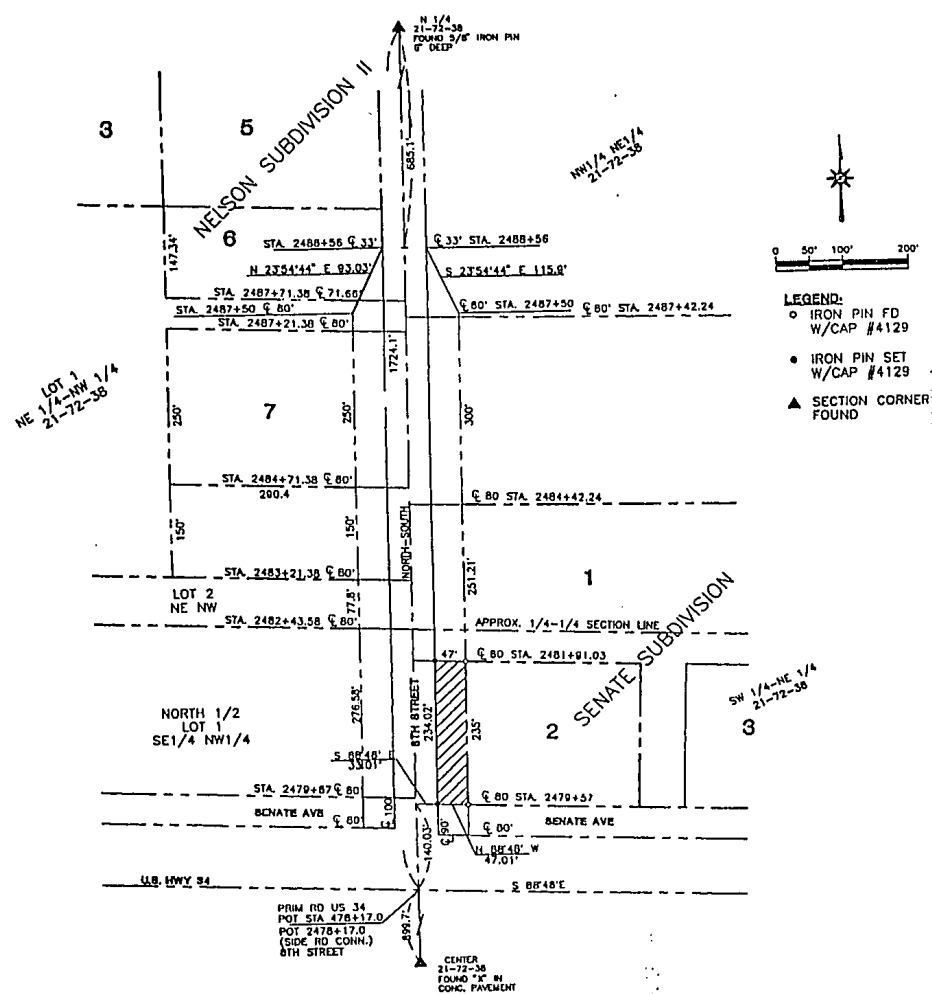 N 1/4
21-72-38
FOUND 5/8" IRON PIN
6" DEEP
3
5
NELSON SUBDIVISION II
685.1'
NW1/4 NE1/4
21-72-38
6
147.34'
STA. 2488+56 ℄ 33'
℄ 33' STA. 2488+56
N 23°54'44" E 93.03'
S 23°54'44" E 115.9'
STA. 2487+71.38 ℄ 71.66'
STA. 2487+50 ℄ 80'
℄ 80' STA. 2487+50
℄ 80' STA. 2487+42.24
STA. 2487+21.38 ℄ 80'
0 50' 100' 200'
LEGEND:
○ IRON PIN FD
W/CAP #4129
● IRON PIN SET
W/CAP #4129
▲ SECTION CORNER
FOUND
1724.1'
LOT 1
NE 1/4-NW 1/4
21-72-38
7
250'
250'
300'
STA. 2484+71.38 ℄ 80'
290.4
℄ 80 STA. 2484+42.24
150'
150'
NORTH-SOUTH
251.21'
STA. 2483+21.38 ℄ 80'
1
LOT 2
NE NW
77.8'
STA. 2482+43.58 ℄ 80'
APPROX. 1/4-1/4 SECTION LINE
47'
℄ 80 STA. 2481+91.03
SENATE SUBDIVISION
SW 1/4-NE 1/4
21-72-38
NORTH 1/2
LOT 1
SE1/4 NW1/4
276.58'
8TH STREET
234.02'
235'
2
3
S 88°48' E
33.01'
STA. 2479+67 ℄ 80'
℄ 80 STA. 2479+57
SENATE AVE
SENATE AVE
℄ 80'
℄ 100'
140.03'
℄ 90'
℄ 80'
N 88°48' W
47.01'
U.S. HWY 34
S 88°48'E
PRIM RD US 34
POT STA 478+17.0
POT 2478+17.0
(SIDE RD CONN.)
8TH STREET
899.7'
CENTER
21-72-38
FOUND "X" IN
CONC. PAVEMENT